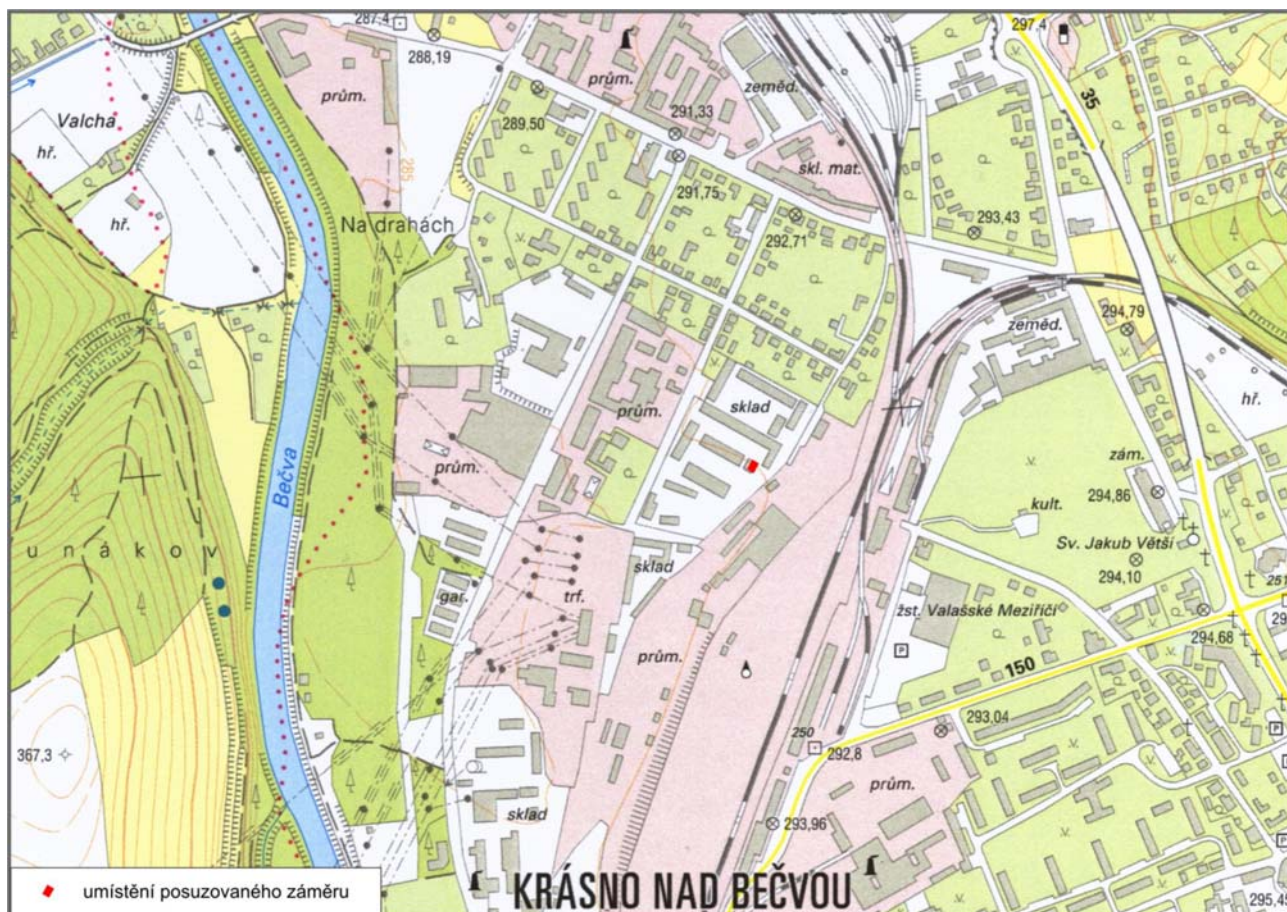 287,4
297,4
288,19
prům.
prům.
zeměd.
35
Valcha
289,50
291,33
hř.
285
skl. mat.
291,75
hř.
Na drahách
292,71
293,43
zeměd.
294,79
prům.
sklad
hř.
prům.
Bečva
zám.
294,86
kult.
unákov
Sv. Jakub Větší
294,10
251
sklad
gar.
trf.
žst. Valašské Meziříčí
P
294,68
prům.
150
293,04
250
292,8
367,3
P
prům.
sklad
293,96
P
KRÁSNO NAD BEČVOU
umístění posuzovaného záměru